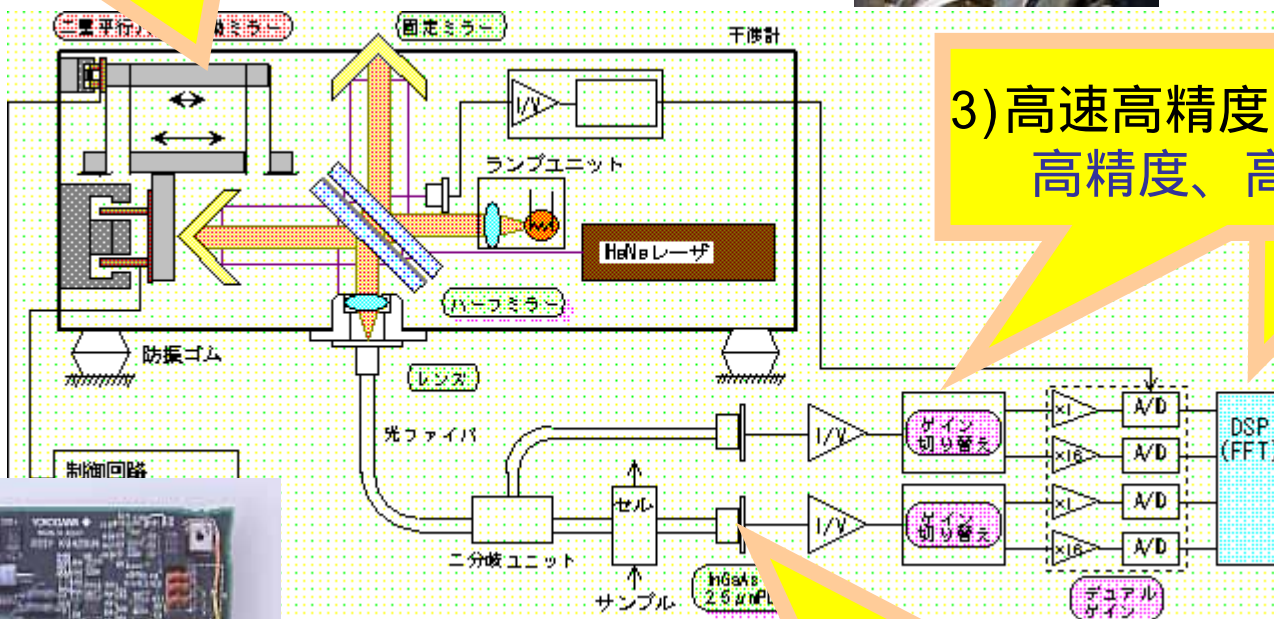 固定ミラー
干渉計
3)高速高精度
高精度、高
I/V
ランプユニット
HeNeレーザ
ハーフミラー
防振ゴム
レンズ
光ファイバ
制御回路
I/V
ゲイン
切り替え
×1
A/D
×16
A/D
DSP
(FFT)
セル
I/V
ゲイン
切り替え
×1
A/D
×16
A/D
二分岐ユニット
サンプル
InGaAs
デュアル
ゲイン
YOKOGAWA